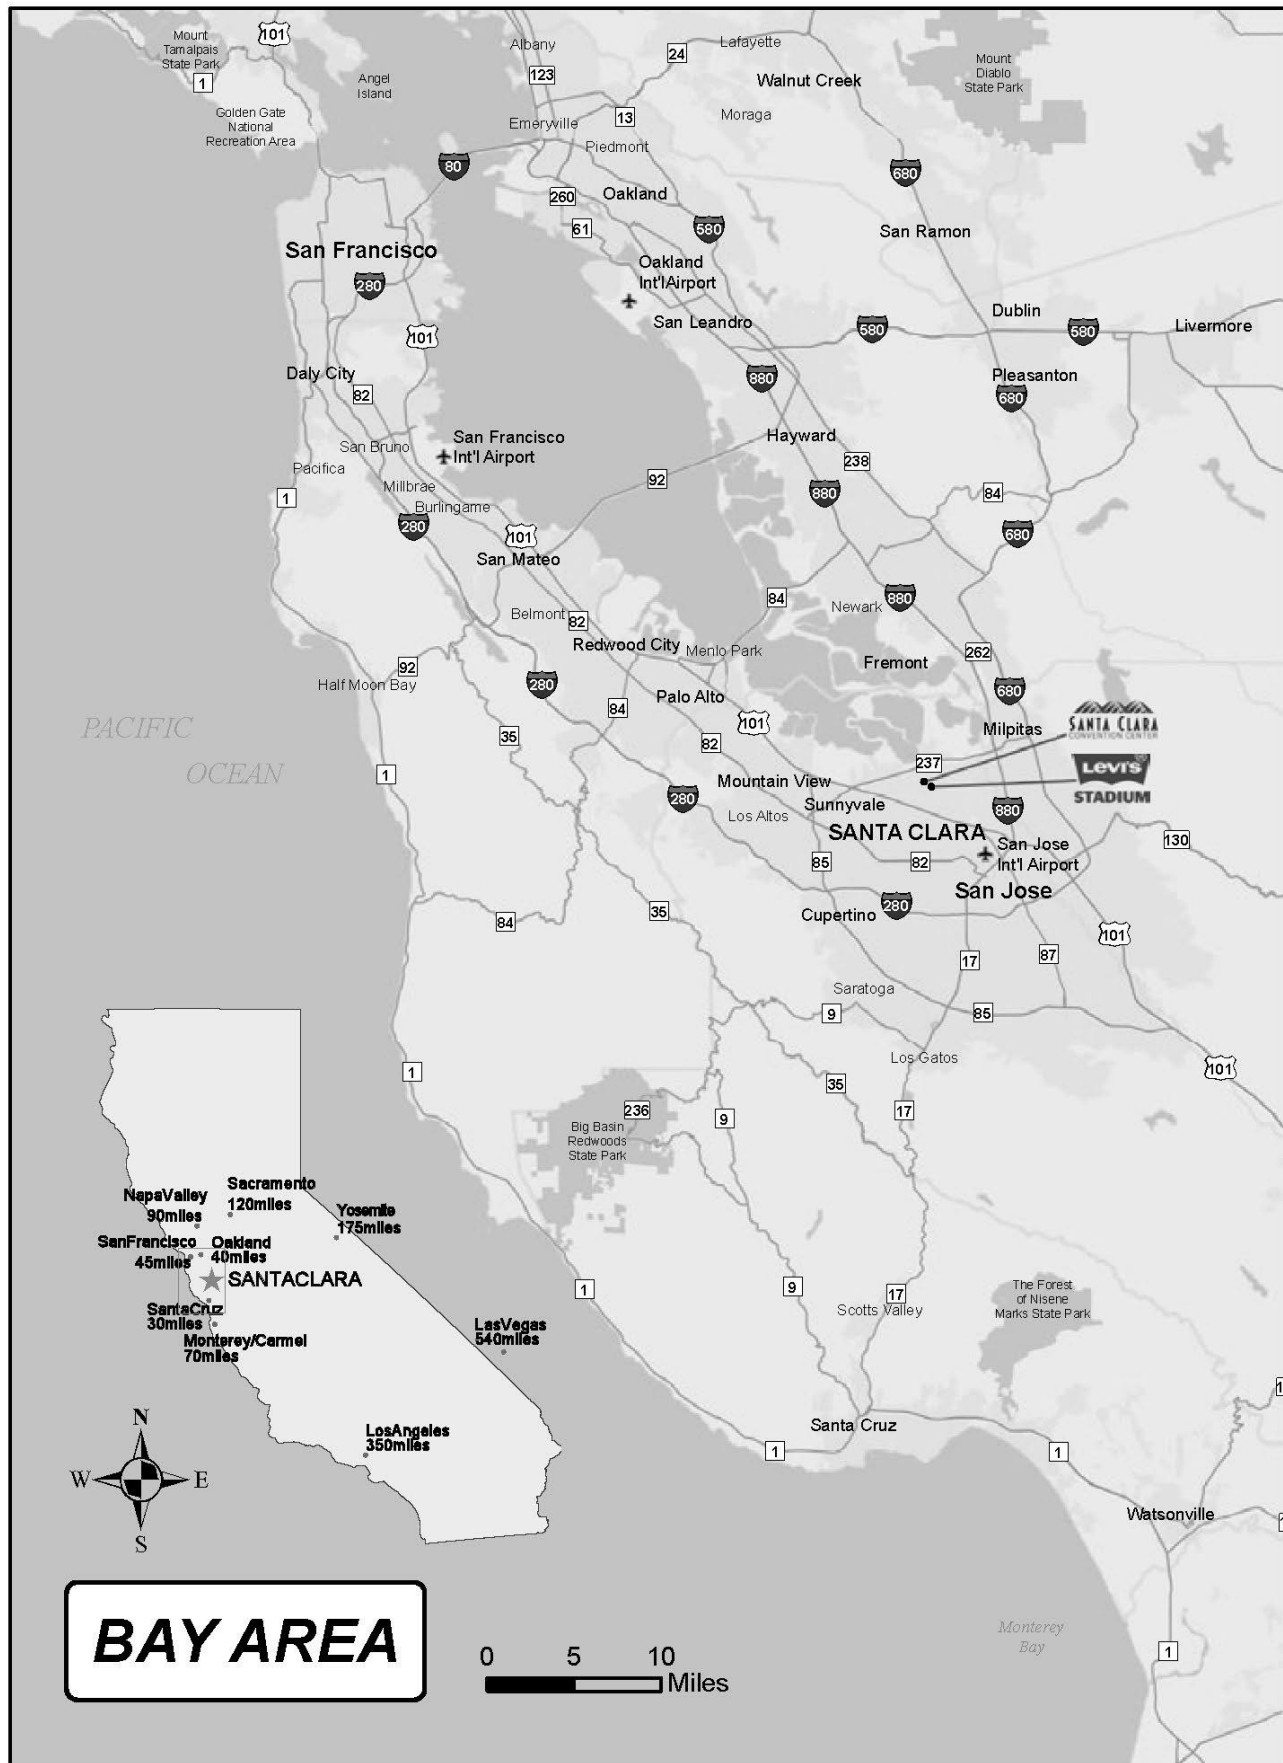 Mount
Tamalpais
State Park
101
1
Angel
Island
Golden Gate
National
Recreation Area
Albany
123
24
Lafayette
Walnut Creek
Mount
Diablo
State Park
Emeryville
13
Moraga
Piedmont
80
680
260
Oakland
61
580
San Ramon
San Francisco
280
Oakland
Int'l Airport
San Leandro
101
580
Dublin
580
Livermore
Daly City
82
880
Pleasanton
680
San Bruno
San Francisco
Int'l Airport
Hayward
238
Pacifica
92
1
Millbrae
Burlingame
280
880
84
680
101
San Mateo
84
Newark
880
Belmont
82
Redwood City
Menlo Park
262
92
Half Moon Bay
280
Fremont
680
Palo Alto
84
101
PACIFIC
OCEAN
35
82
Milpitas
SANTA CLARA
CONVENTION CENTER
237
LEVI'S
STADIUM
1
Mountain View
280
Sunnyvale
Los Altos
880
SANTA CLARA
San Jose
Int'l Airport
130
85
82
San Jose
280
Cupertino
84
35
101
17
87
Saratoga
9
85
Los Gatos
1
101
35
236
9
17
Big Basin
Redwoods
State Park
NapaValley
90miles
Sacramento
120miles
Yosemite
175miles
SanFrancisco
45miles
Oakland
40miles
SANTACLARA
SantaCruz
30miles
Monterey/Carmel
70miles
LasVegas
540miles
LosAngeles
350miles
1
9
17
Scotts Valley
The Forest
of Nisene
Marks State Park
Santa Cruz
1
1
Watsonville
N
W
E
S
BAY AREA
0
5
10
Miles
Monterey
Bay
1